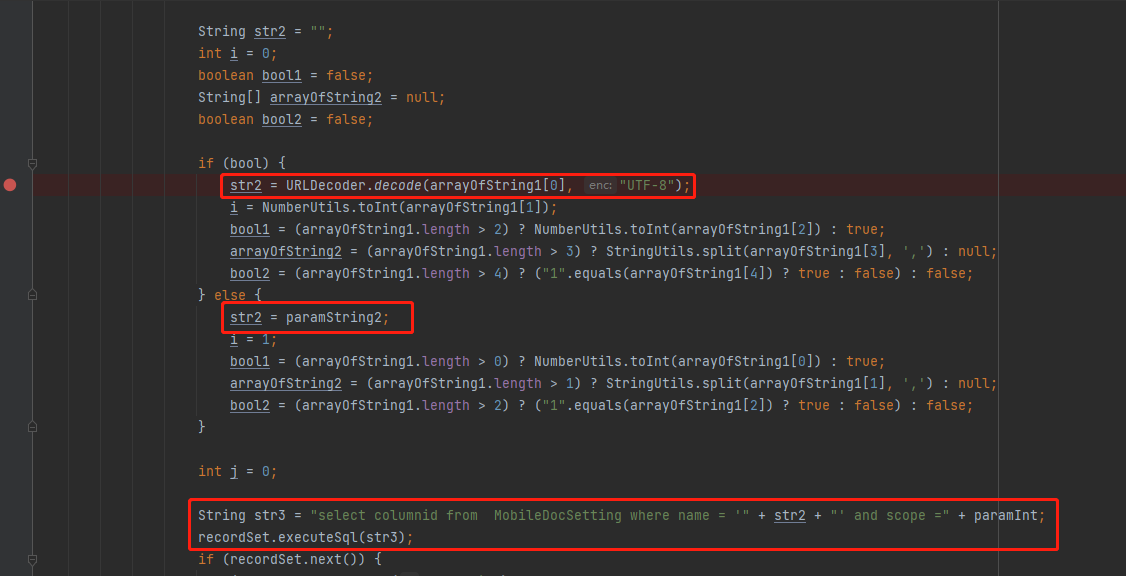 String str2 = "";
int i = 0;
boolean bool1 = false;
String[] arrayOfString2 = null;
boolean bool2 = false;
if (bool) {
str2 = URLDecoder.decode(arrayOfString1[0], enc: "UTF-8");
i = NumberUtils.toInt(arrayOfString1[1]);
bool1 = (arrayOfString1.length > 2) ? NumberUtils.toInt(arrayOfString1[2]) : true;
arrayOfString2 = (arrayOfString1.length > 3) ? StringUtils.split(arrayOfString1[3], ',') : null;
bool2 = (arrayOfString1.length > 4) ? ("1".equals(arrayOfString1[4]) ? true : false) : false;
} else {
str2 = paramString2;
i = 1;
bool1 = (arrayOfString1.length > 0) ? NumberUtils.toInt(arrayOfString1[0]) : true;
arrayOfString2 = (arrayOfString1.length > 1) ? StringUtils.split(arrayOfString1[1], ',') : null;
bool2 = (arrayOfString1.length > 2) ? ("1".equals(arrayOfString1[2]) ? true : false) : false;
}
int j = 0;
String str3 = "select columnid from  MobileDocSetting where name = '" + str2 + "' and scope =" + paramInt;
recordSet.executeSql(str3);
if (recordSet.next()) {